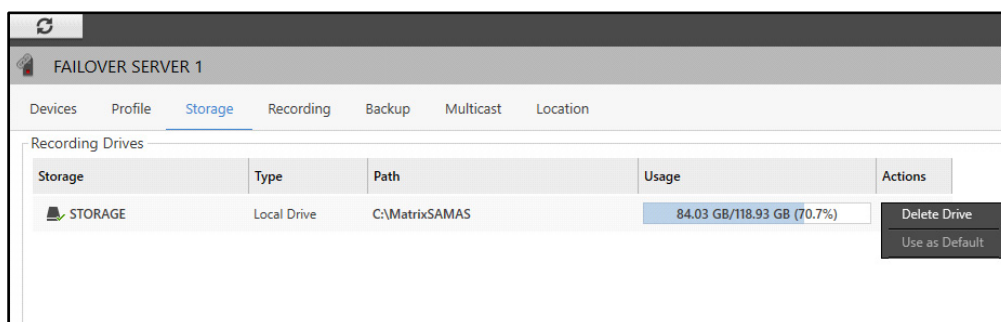 FAILOVER SERVER 1
Devices Profile Storage Recording Backup Multicast Location
Recording Drives
Storage Type Path Usage Actions
STORAGE Local Drive C:\MatrixSAMAS 84.03 GB/118.93 GB (70.7%)
Delete Drive
Use as Default